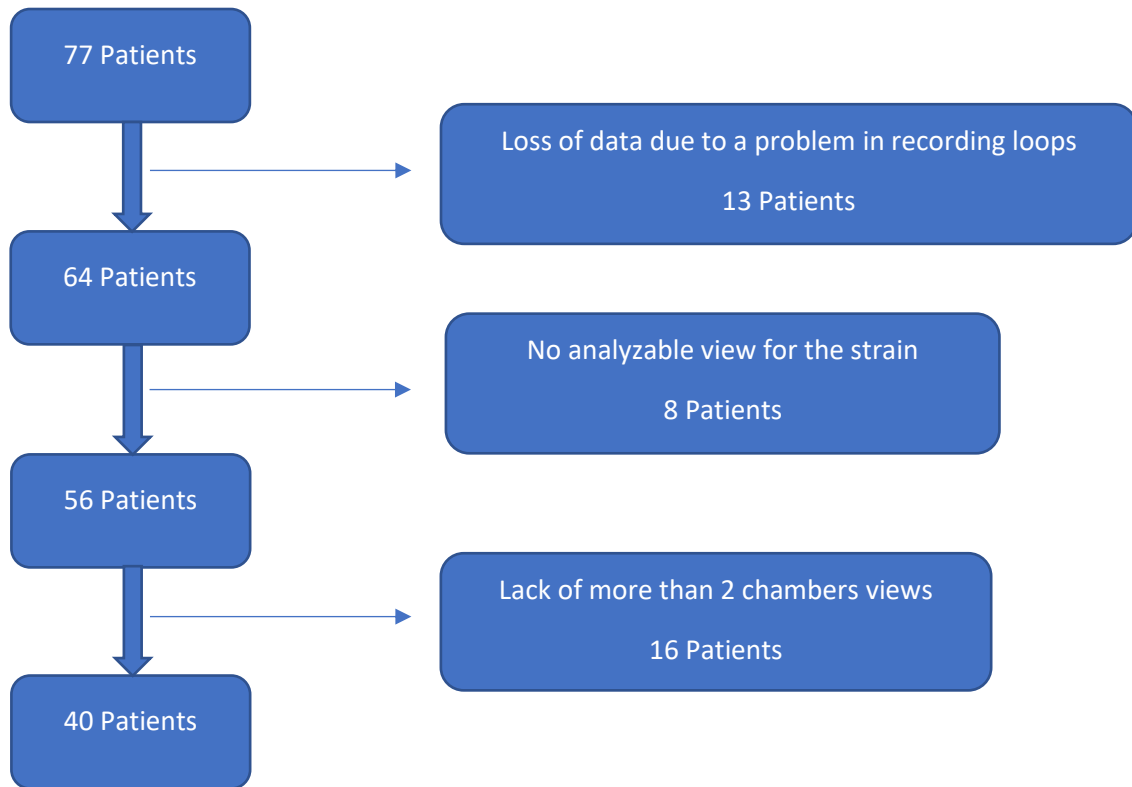 77 Patients
Loss of data due to a problem in recording loops
13 Patients
64 Patients
No analyzable view for the strain
8 Patients
56 Patients
Lack of more than 2 chambers views
16 Patients
40 Patients